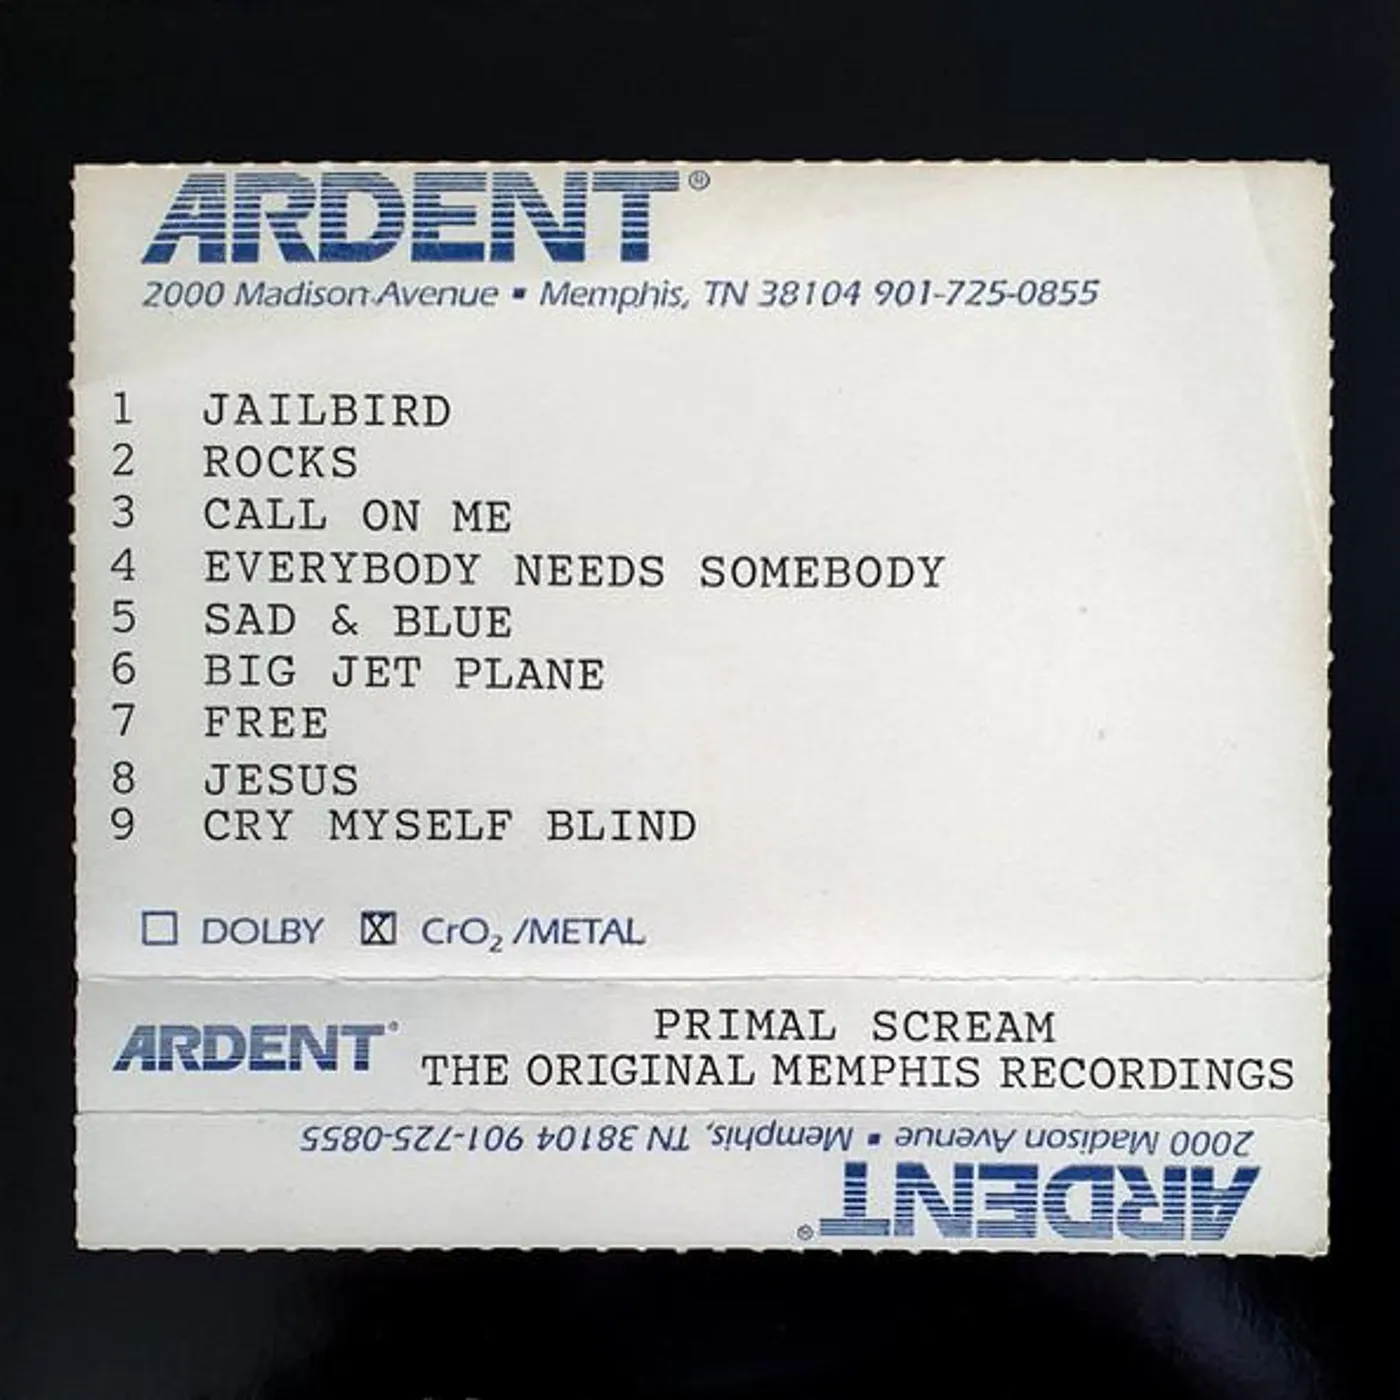 ARDENT®
2000 Madison Avenue ▪ Memphis, TN 38104 901-725-0855
1 JAILBIRD
2 ROCKS
3 CALL ON ME
4 EVERYBODY NEEDS SOMEBODY
5 SAD & BLUE
6 BIG JET PLANE
7 FREE
8 JESUS
9 CRY MYSELF BLIND
☐ DOLBY ☒ CrO₂ /METAL
ARDENT® PRIMAL SCREAM
THE ORIGINAL MEMPHIS RECORDINGS
2000 Madison Avenue ▪ Memphis, TN 38104 901-725-0855
ARDENT®